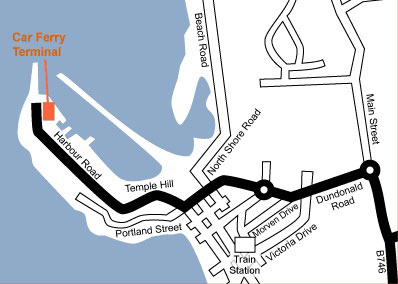 Car Ferry
Terminal
Beach Road
Main Street
North Shore Road
Harbour Road
Temple Hill
Dundonald
Road
Portland Street
Morven Drive
Victoria Drive
Train
Station
B746